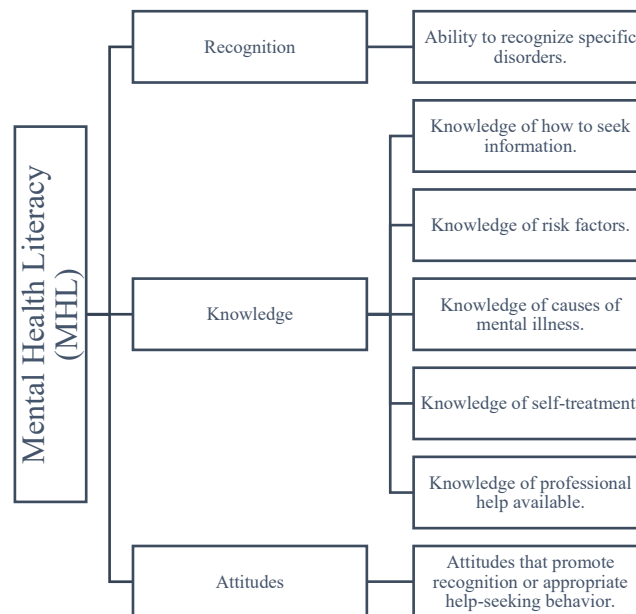 Mental Health Literacy
(MHL)
Recognition
Ability to recognize specific
disorders.
Knowledge
Knowledge of how to seek
information.
Knowledge of risk factors.
Knowledge of causes of
mental illness.
Knowledge of self-treatment
Knowledge of professional
help available.
Attitudes
Attitudes that promote
recognition or appropriate
help-seeking behavior.